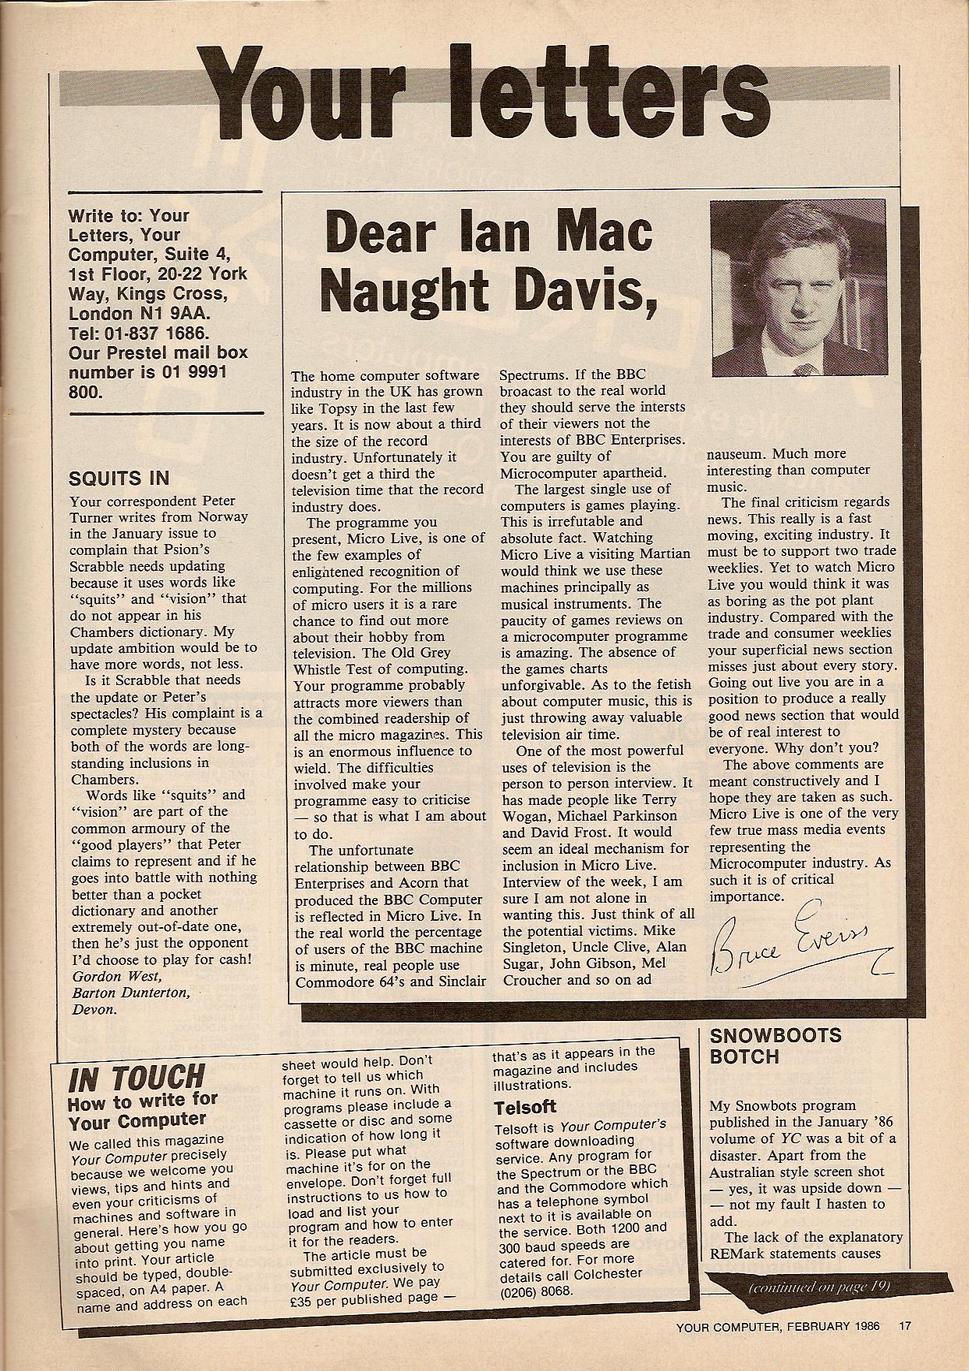 Your letters
Write to: Your
Letters, Your
Computer, Suite 4,
1st Floor, 20-22 York
Way, Kings Cross,
London N1 9AA.
Tel: 01-837 1686.
Our Prestel mail box
number is 01 9991
800.
SQUITS IN
Your correspondent Peter
Turner writes from Norway
in the January issue to
complain that Psion's
Scrabble needs updating
because it uses words like
“squits” and “vision” that
do not appear in his
Chambers dictionary. My
update ambition would be to
have more words, not less.
Is it Scrabble that needs
the update or Peter's
spectacles? His complaint is a
complete mystery because
both of the words are long-
standing inclusions in
Chambers.
Words like “squits” and
“vision” are part of the
common armoury of the
“good players” that Peter
claims to represent and if he
goes into battle with nothing
better than a pocket
dictionary and another
extremely out-of-date one,
then he's just the opponent
I'd choose to play for cash!
Gordon West,
Barton Dunterton,
Devon.
Dear Ian Mac
Naught Davis,
The home computer software
industry in the UK has grown
like Topsy in the last few
years. It is now about a third
the size of the record
industry. Unfortunately it
doesn't get a third the
television time that the record
industry does.
The programme you
present, Micro Live, is one of
the few examples of
enlightened recognition of
computing. For the millions
of micro users it is a rare
chance to find out more
about their hobby from
television. The Old Grey
Whistle Test of computing.
Your programme probably
attracts more viewers than
the combined readership of
all the micro magazines. This
is an enormous influence to
wield. The difficulties
involved make your
programme easy to criticise
— so that is what I am about
to do.
The unfortunate
relationship between BBC
Enterprises and Acorn that
produced the BBC Computer
is reflected in Micro Live. In
the real world the percentage
of users of the BBC machine
is minute, real people use
Commodore 64's and Sinclair
Spectrums. If the BBC
broacast to the real world
they should serve the intersts
of their viewers not the
interests of BBC Enterprises.
You are guilty of
Microcomputer apartheid.
The largest single use of
computers is games playing.
This is irrefutable and
absolute fact. Watching
Micro Live a visiting Martian
would think we use these
machines principally as
musical instruments. The
paucity of games reviews on
a microcomputer programme
is amazing. The absence of
the games charts
unforgivable. As to the fetish
about computer music, this is
just throwing away valuable
television air time.
One of the most powerful
uses of television is the
person to person interview. It
has made people like Terry
Wogan, Michael Parkinson
and David Frost. It would
seem an ideal mechanism for
inclusion in Micro Live.
Interview of the week, I am
sure I am not alone in
wanting this. Just think of all
the potential victims. Mike
Singleton, Uncle Clive, Alan
Sugar, John Gibson, Mel
Croucher and so on ad
nauseum. Much more
interesting than computer
music.
The final criticism regards
news. This really is a fast
moving, exciting industry. It
must be to support two trade
weeklies. Yet to watch Micro
Live you would think it was
as boring as the pot plant
industry. Compared with the
trade and consumer weeklies
your superficial news section
misses just about every story.
Going out live you are in a
position to produce a really
good news section that would
be of real interest to
everyone. Why don't you?
The above comments are
meant constructively and I
hope they are taken as such.
Micro Live is one of the very
few true mass media events
representing the
Microcomputer industry. As
such it is of critical
importance.
Bruce Everiss
IN TOUCH
How to write for
Your Computer
We called this magazine
Your Computer precisely
because we welcome you
views, tips and hints and
even your criticisms of
machines and software in
general. Here's how you go
about getting you name
into print. Your article
should be typed, double-
spaced, on A4 paper. A
name and address on each
sheet would help. Don't
forget to tell us which
machine it runs on. With
programs please include a
cassette or disc and some
indication of how long it
is. Please put what
machine it's for on the
envelope. Don't forget full
instructions to us how to
load and list your
program and how to enter
it for the readers.
The article must be
submitted exclusively to
Your Computer. We pay
£35 per published page —
that's as it appears in the
magazine and includes
illustrations.
Telsoft
Telsoft is Your Computer's
software downloading
service. Any program for
the Spectrum or the BBC
and the Commodore which
has a telephone symbol
next to it is available on
the service. Both 1200 and
300 baud speeds are
catered for. For more
details call Colchester
(0206) 8068.
SNOWBOOTS
BOTCH
My Snowbots program
published in the January '86
volume of YC was a bit of a
disaster. Apart from the
Australian style screen shot
— yes, it was upside down —
— not my fault I hasten to
add.
The lack of the explanatory
REMark statements causes
(continued on page 19)
YOUR COMPUTER, FEBRUARY 1986 17